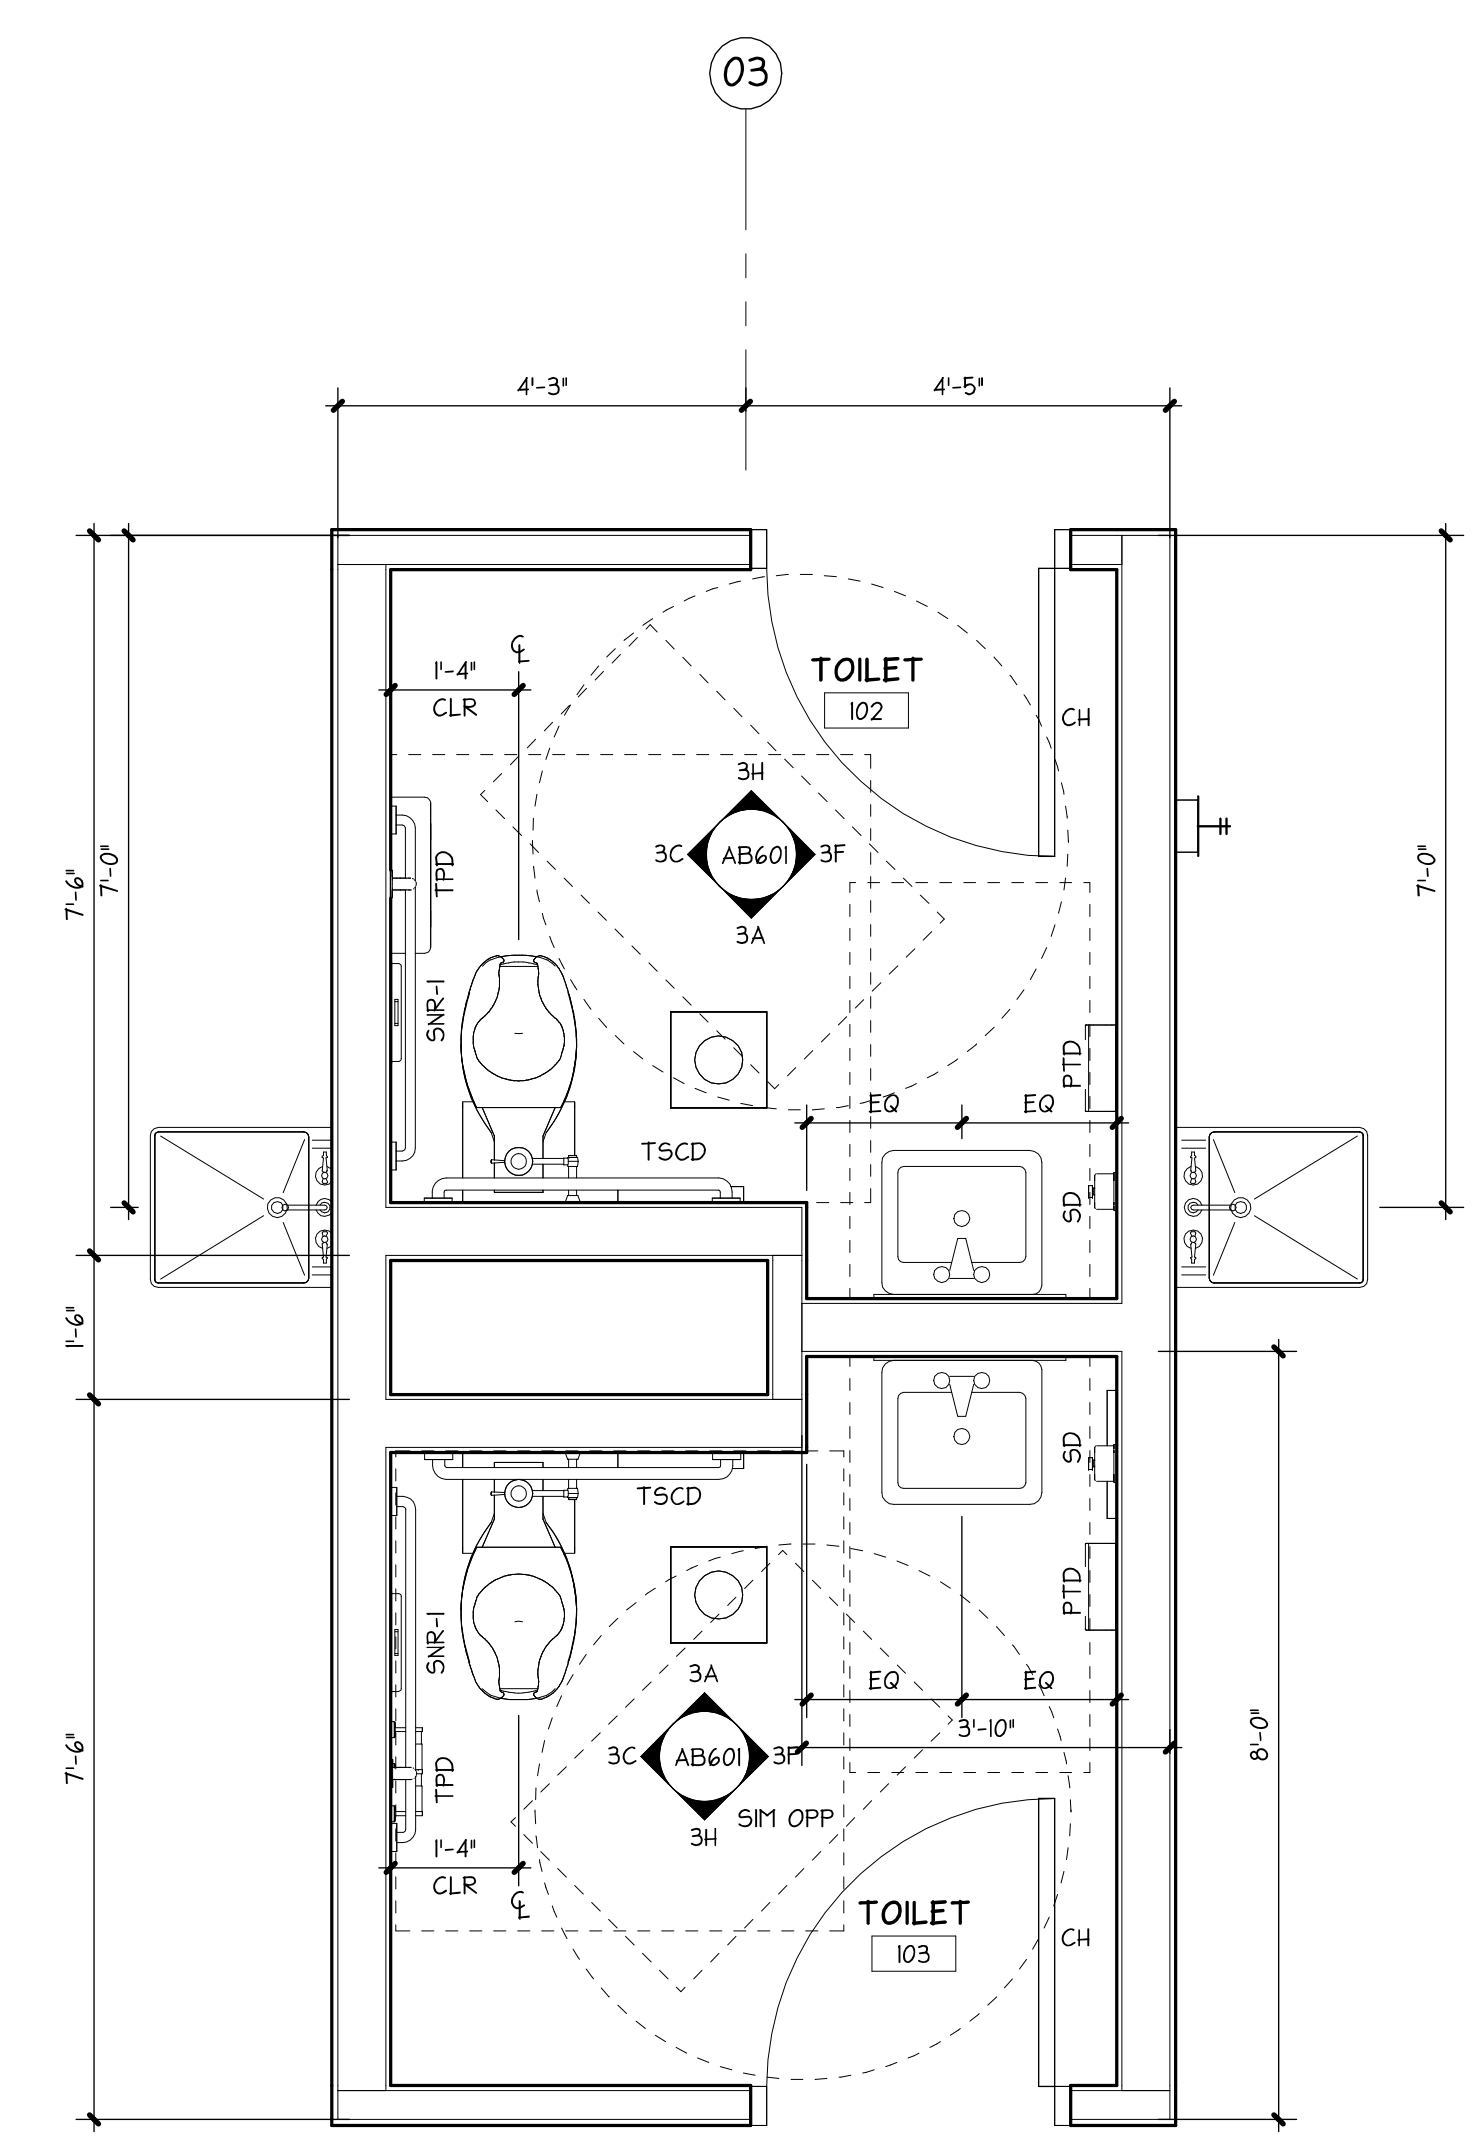 03
4'-3"
4'-5"
℄
1'-4"
CLR
TOILET
102
CH
3H
3C
AB601
3F
3A
7'-6"
7'-0"
7'-0"
TPD
SNR-1
PTD
EQ
EQ
TSCD
SD
1'-6"
SD
TSCD
PTD
SNR-1
3A
EQ
EQ
3'-10"
8'-0"
7'-6"
3C
AB601
3F
TPD
SIM OPP
3H
1'-4"
CLR
℄
TOILET
103
CH